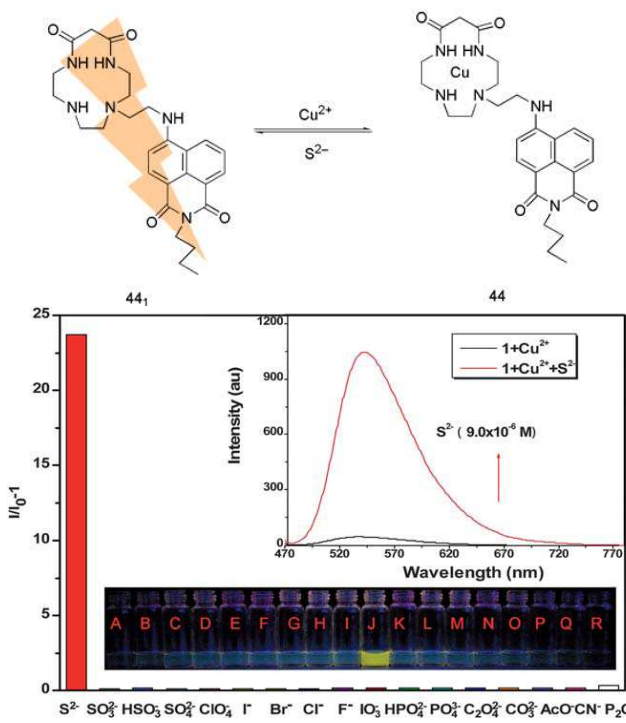 O O
NH HN
NH N
NH
O N O
Cu²⁺
S²⁻
O O
NH HN
Cu
NH N
NH
O N O
44₁ 44
I/I₀-1
25
20
15
10
5
0
Intensity (au)
1200
900
600
300
0
1+Cu²⁺
1+Cu²⁺+S²⁻
S²⁻ ( 9.0x10⁻⁶ M)
470 520 570 620 670 720 770
Wavelength (nm)
A B C D E F G H I J K L M N O P Q R
S²⁻ SO₃²⁻ HSO₃⁻ SO₄²⁻ ClO₄⁻ I⁻ Br⁻ Cl⁻ F⁻ IO₃⁻ HPO₄²⁻ PO₃⁻ C₂O₄²⁻ CO₃²⁻ AcO⁻ CN⁻